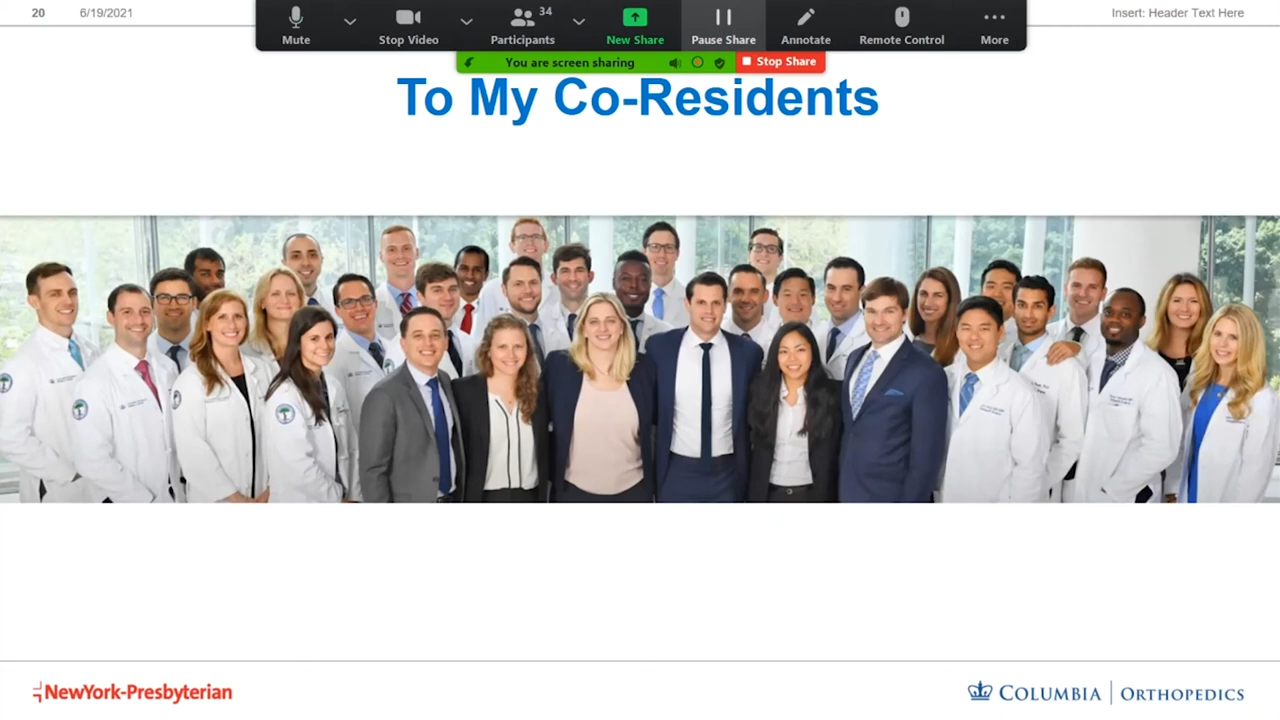 20
6/19/2021
34
Mute
Stop Video
Participants
New Share
Pause Share
Annotate
Remote Control
More
Insert: Header Text Here
You are screen sharing
Stop Share
To My Co-Residents
NewYork-Presbyterian
COLUMBIA | ORTHOPEDICS